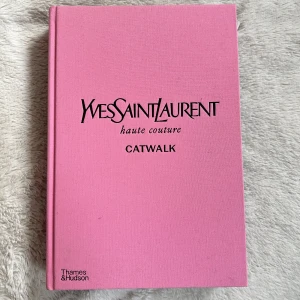 YVESSAINTLAURENT
haute couture
CATWALK
Thames
&Hudson